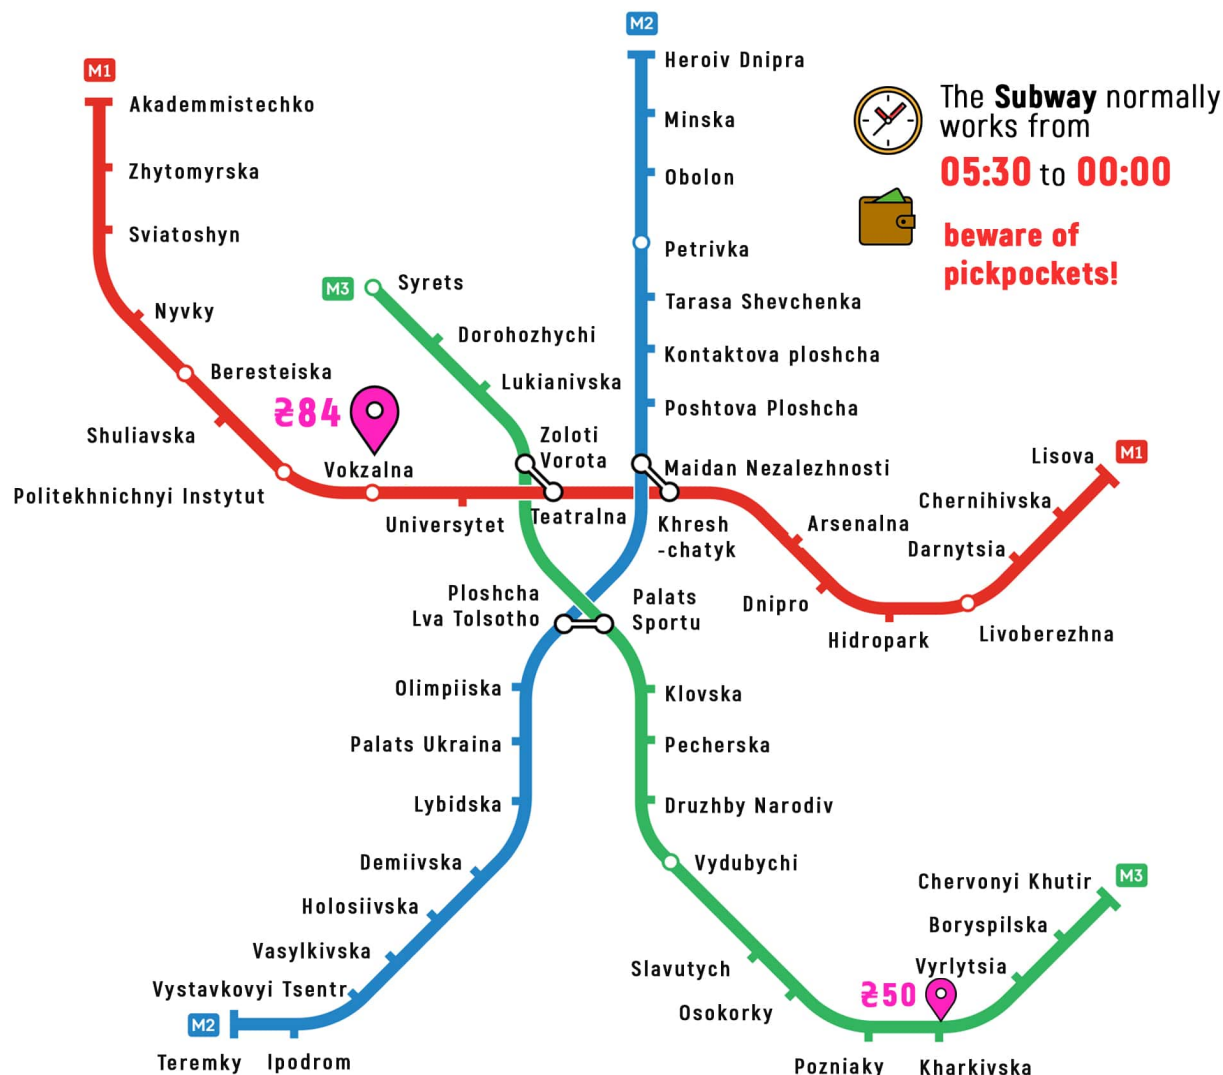 M2
Heroiv Dnipra
M1
Akademmistechko
Minska
Zhytomyrska
Obolon
Sviatoshyn
Petrivka
The Subway normally
works from
05:30 to 00:00
beware of
pickpockets!
M3
Syrets
Nyvky
Tarasa Shevchenka
Dorohozhychi
Kontaktova ploshcha
Beresteiska
Lukianivska
₴84
Poshtova Ploshcha
Shuliavska
Zoloti
Vorota
Vokzalna
Maidan Nezalezhnosti
Politekhnichnyi Instytut
Universytet
Teatralna
Khresh
-chatyk
Lisova
M1
Chernihivska
Arsenalna
Darnytsia
Dnipro
Hidropark
Livoberezhna
Ploshcha
Lva Tolsotho
Palats
Sportu
Olimpiiska
Klovska
Palats Ukraina
Pecherska
Lybidska
Druzhby Narodiv
Demiivska
Vydubychi
Holosiivska
Vasylkivska
Vystavkovyi Tsentr
M2
Teremky
Ipodrom
Chervonyi Khutir
M3
Boryspilska
Vyrlytsia
Slavutych
₴50
Osokorky
Pozniaky
Kharkivska